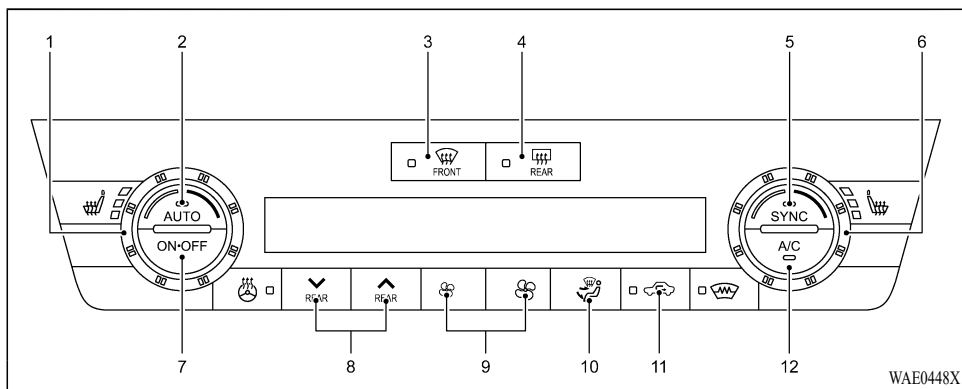 1 2 3 4 5 6
FRONT REAR
AUTO SYNC
ON•OFF A/C
REAR REAR
7 8 9 10 11 12
WAE0448X